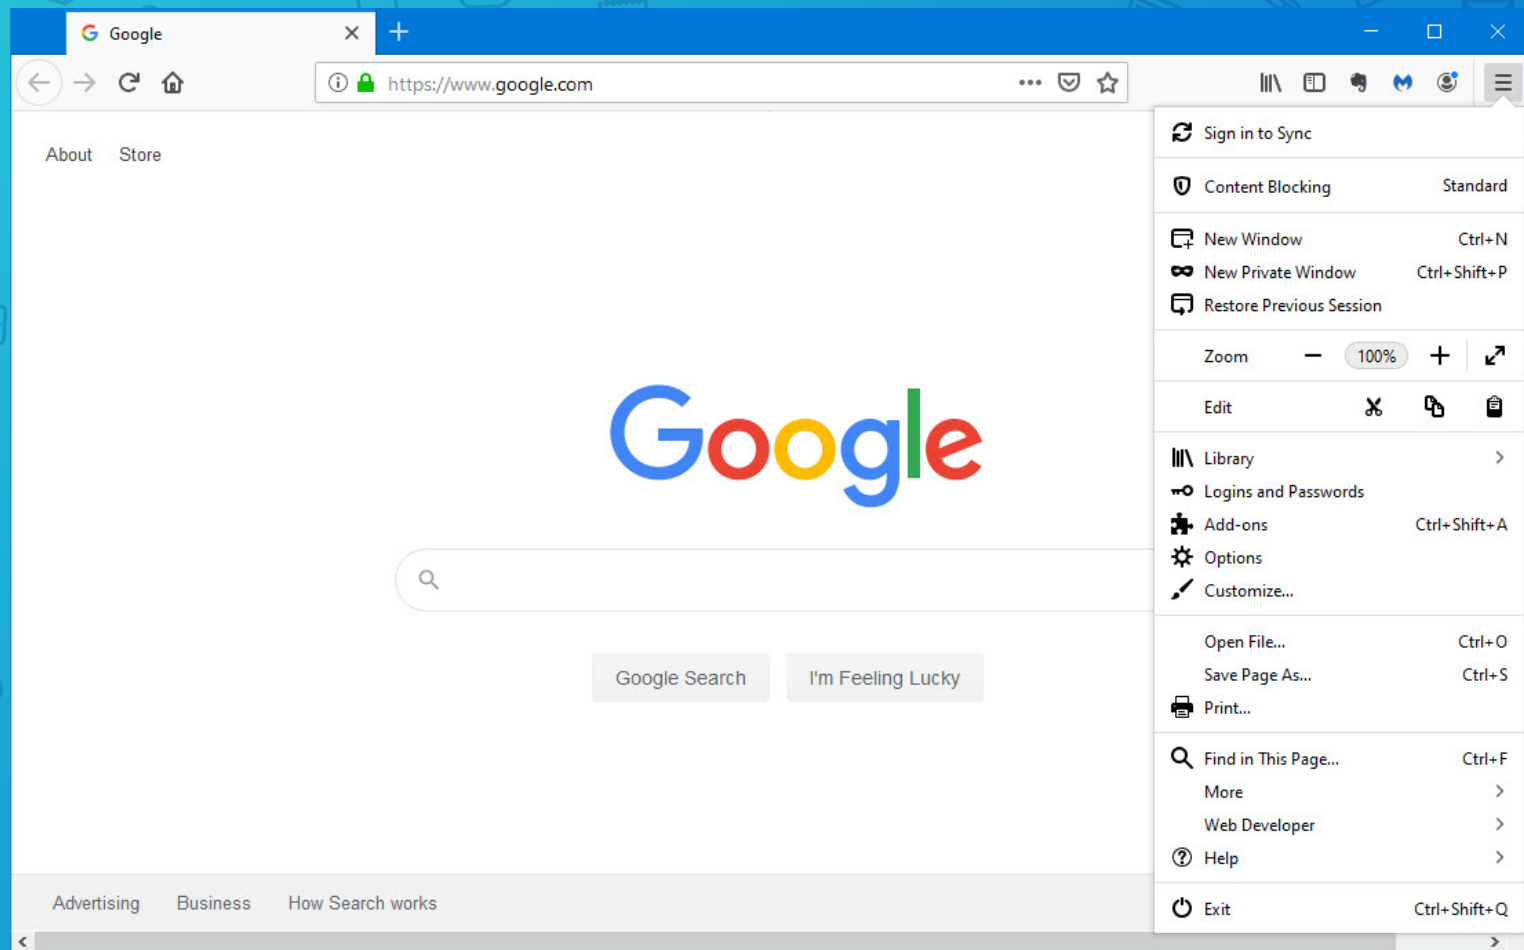 Google
https://www.google.com
About Store
Google
Google Search I'm Feeling Lucky
Advertising Business How Search works
Sign in to Sync
Content Blocking Standard
New Window Ctrl+N
New Private Window Ctrl+Shift+P
Restore Previous Session
Zoom 100%
Edit
Library
Logins and Passwords
Add-ons Ctrl+Shift+A
Options
Customize...
Open File... Ctrl+O
Save Page As... Ctrl+S
Print...
Find in This Page... Ctrl+F
More
Web Developer
Help
Exit Ctrl+Shift+Q